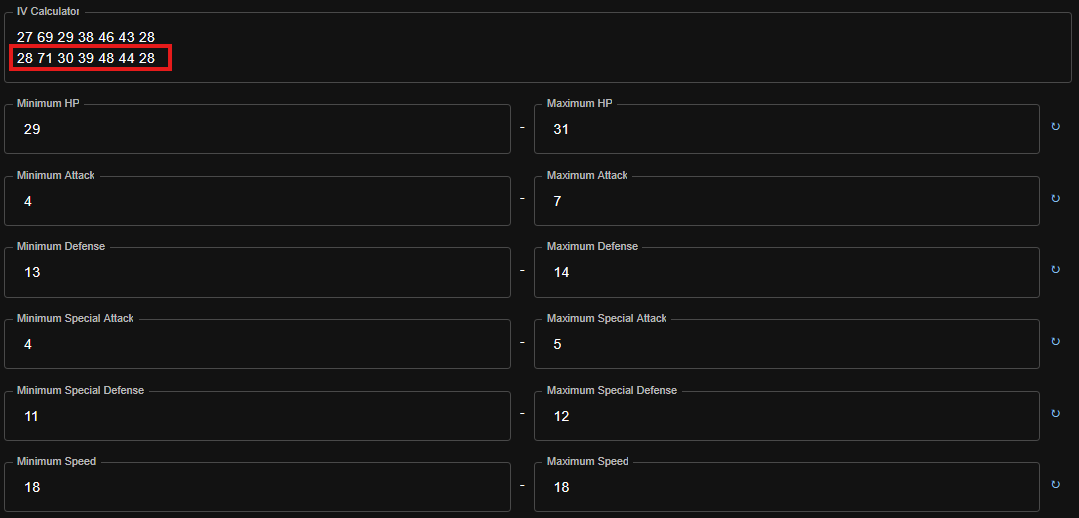 IV Calculator
27 69 29 38 46 43 28
28 71 30 39 48 44 28
Minimum HP
29
-
Maximum HP
31
Minimum Attack
4
-
Maximum Attack
7
Minimum Defense
13
-
Maximum Defense
14
Minimum Special Attack
4
-
Maximum Special Attack
5
Minimum Special Defense
11
-
Maximum Special Defense
12
Minimum Speed
18
-
Maximum Speed
18